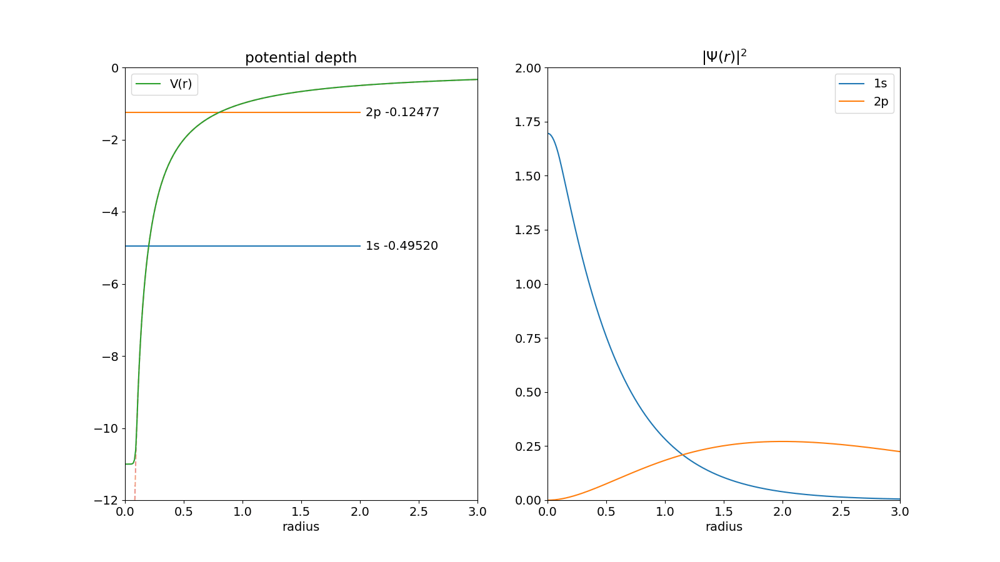 potential depth
V(r)
2p -0.12477
1s -0.49520
0
−2
−4
−6
−8
−10
−12
0.0 0.5 1.0 1.5 2.0 2.5 3.0
radius
|Ψ(r)|²
1s
2p
2.00
1.75
1.50
1.25
1.00
0.75
0.50
0.25
0.00
0.0 0.5 1.0 1.5 2.0 2.5 3.0
radius